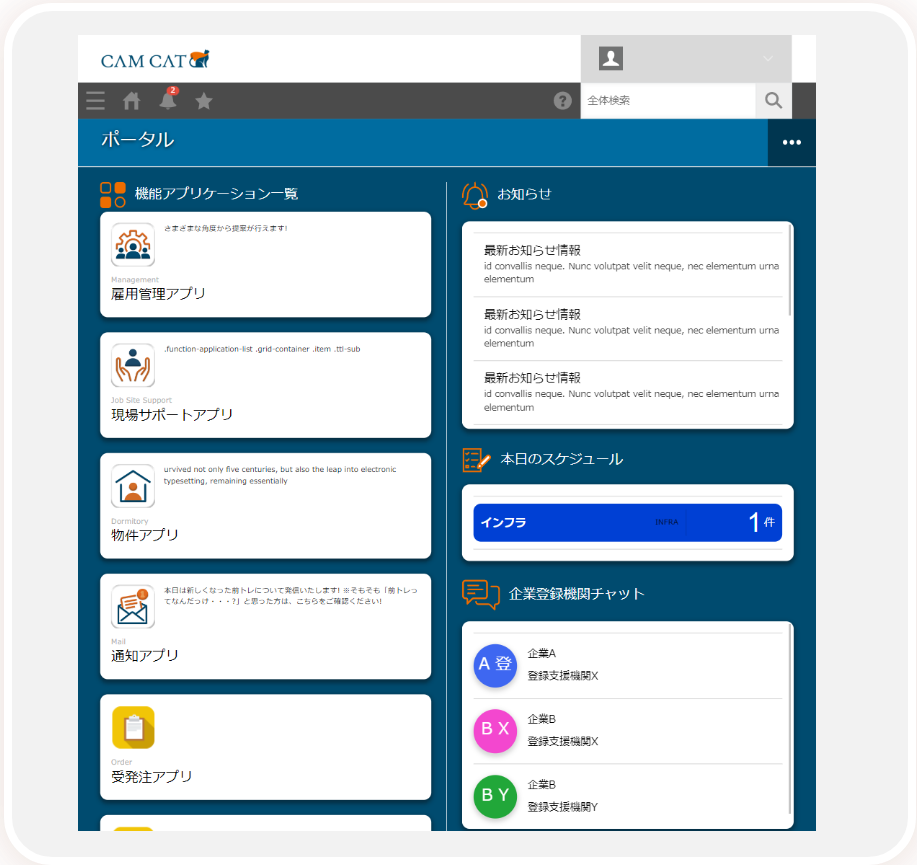 CAM CAT
2
?
全体検索
ポータル
機能アプリケーション一覧
さまざまな角度から提案が行えます!
Management
雇用管理アプリ
.function-application-list .grid-container .item .ttl-sub
Job Site Support
現場サポートアプリ
urvived not only five centuries, but also the leap into electronic
typesetting, remaining essentially
Dormitory
物件アプリ
1
本日は新しくなった前トレについて発信いたします! ※そもそも「前トレっ
てなんだっけ・・・?」と思った方は、こちらをご確認ください!
Mail
通知アプリ
Order
受発注アプリ
お知らせ
最新お知らせ情報
id convallis neque. Nunc volutpat velit neque, nec elementum urna
elementum
最新お知らせ情報
id convallis neque. Nunc volutpat velit neque, nec elementum urna
elementum
最新お知らせ情報
id convallis neque. Nunc volutpat velit neque, nec elementum urna
elementum
本日のスケジュール
インフラ INFRA 1件
企業登録機関チャット
A 登
企業A
登録支援機関X
B X
企業B
登録支援機関X
B Y
企業B
登録支援機関Y